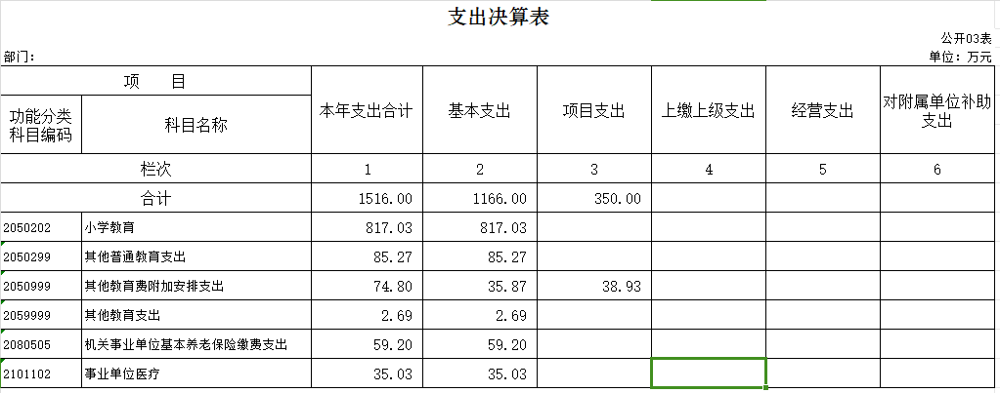 支出决算表
公开03表
部门： 单位：万元
项 目 本年支出合计 基本支出 项目支出 上缴上级支出 经营支出 对附属单位补助支出
功能分类科目编码 科目名称
栏次 1 2 3 4 5 6
合计 1516.00 1166.00 350.00
2050202 小学教育 817.03 817.03
2050299 其他普通教育支出 85.27 85.27
2050999 其他教育费附加安排支出 74.80 35.87 38.93
2059999 其他教育支出 2.69 2.69
2080505 机关事业单位基本养老保险缴费支出 59.20 59.20
2101102 事业单位医疗 35.03 35.03